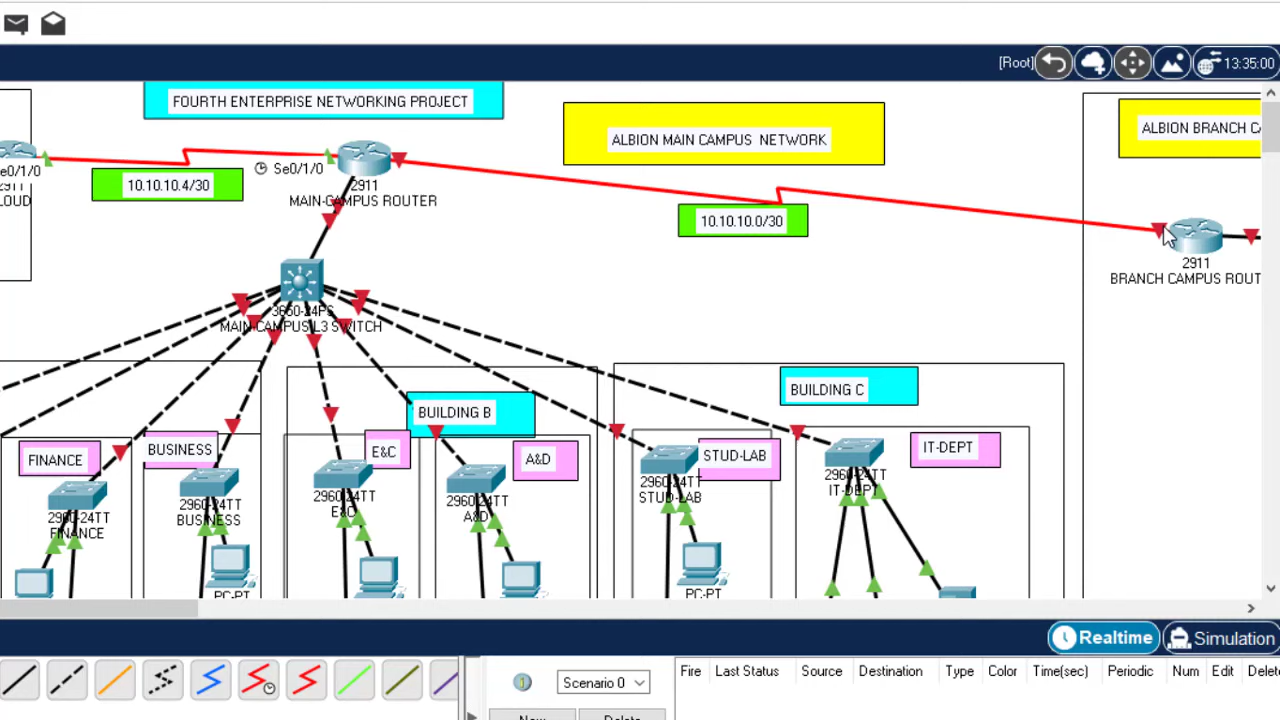 [Root]
13:35:00
FOURTH ENTERPRISE NETWORKING PROJECT
ALBION MAIN CAMPUS NETWORK
ALBION BRANCH CA
Se0/1/0
2911
LOUD
10.10.10.4/30
Se0/1/0
2911
MAIN-CAMPUS ROUTER
10.10.10.0/30
2911
BRANCH CAMPUS ROUT
3650-24PS
MAIN-CAMPUS L3 SWITCH
BUILDING B
BUILDING C
FINANCE
BUSINESS
E&C
A&D
STUD-LAB
IT-DEPT
2960-24TT
FINANCE
2960-24TT
BUSINESS
2960-24TT
E&C
2960-24TT
A&D
2960-24TT
STUD-LAB
2960-24TT
IT-DEPT
PC-PT
PC-PT
Realtime
Simulation
Scenario 0
New
Delete
Fire Last Status Source Destination Type Color Time(sec) Periodic Num Edit Delete